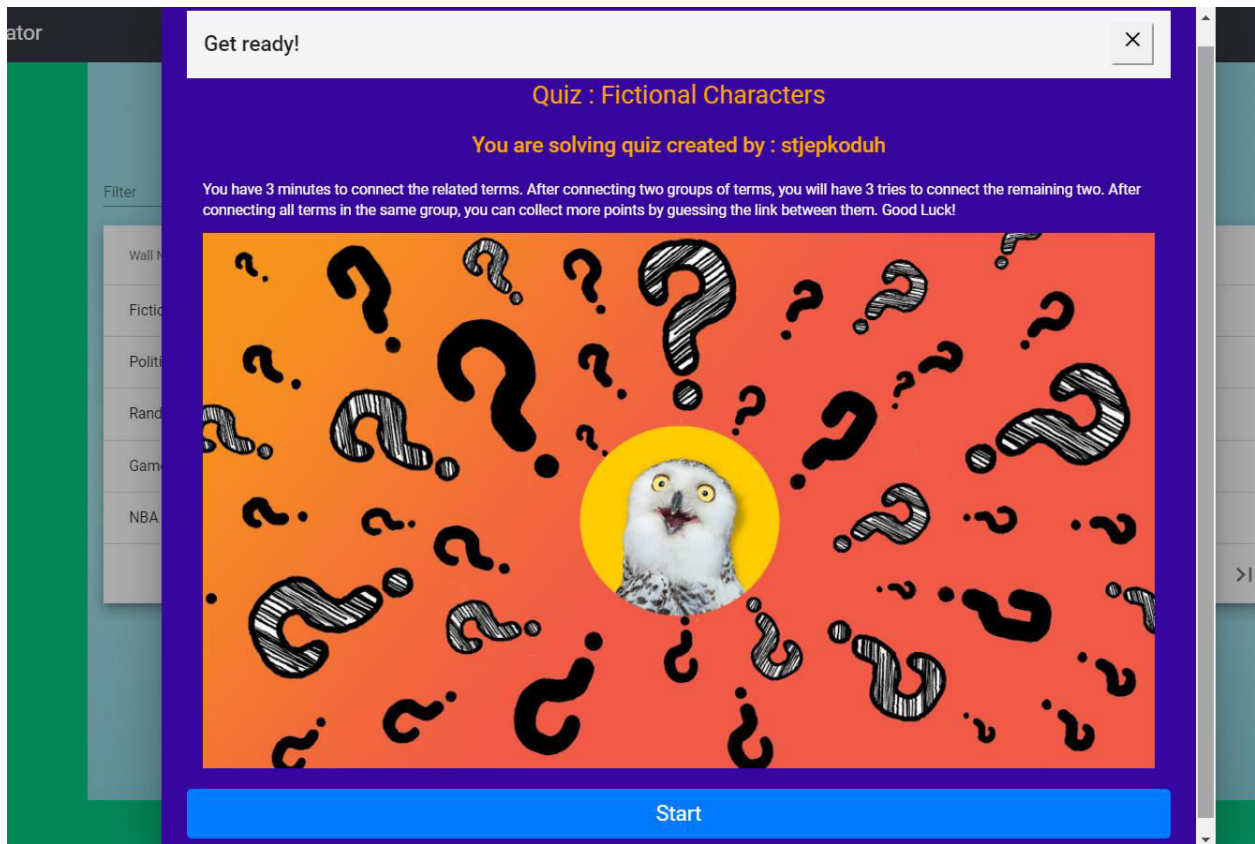 ator
Get ready!
×
Quiz : Fictional Characters
You are solving quiz created by : stjepkoduh
You have 3 minutes to connect the related terms. After connecting two groups of terms, you will have 3 tries to connect the remaining two. After
connecting all terms in the same group, you can collect more points by guessing the link between them. Good Luck!
Filter
Wall
Fictio
Politi
Rand
Game
NBA
Start